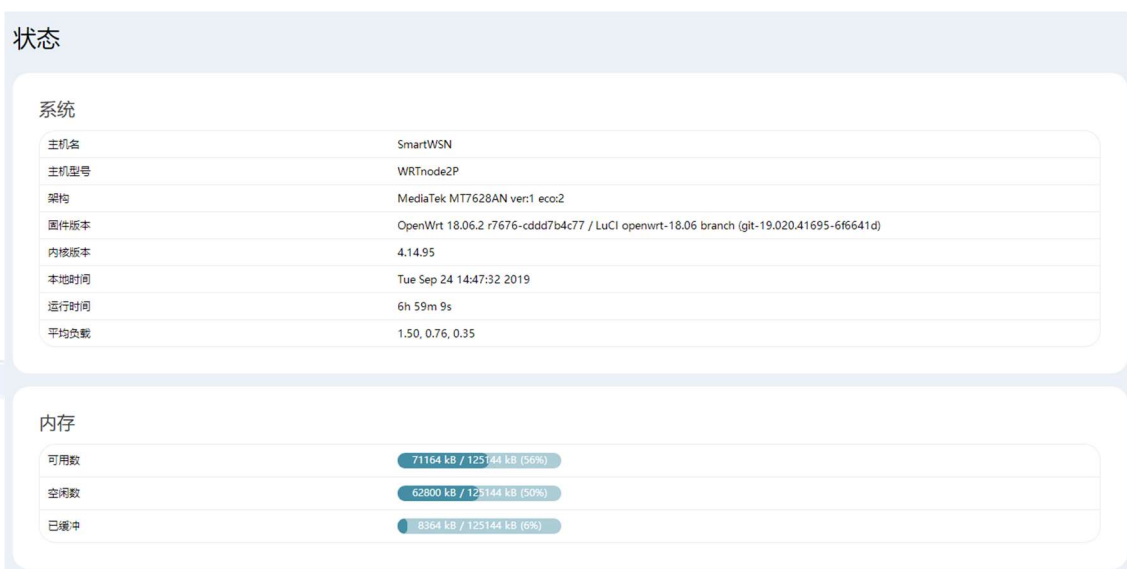 状态
系统
主机名 SmartWSN
主机型号 WRTnode2P
架构 MediaTek MT7628AN ver:1 eco:2
固件版本 OpenWrt 18.06.2 r7676-cddd7b4c77 / LuCI openwrt-18.06 branch (git-19.020.41695-6f6641d)
内核版本 4.14.95
本地时间 Tue Sep 24 14:47:32 2019
运行时间 6h 59m 9s
平均负载 1.50, 0.76, 0.35
内存
可用数 71164 kB / 125144 kB (56%)
空闲数 62800 kB / 125144 kB (50%)
已缓冲 8364 kB / 125144 kB (6%)